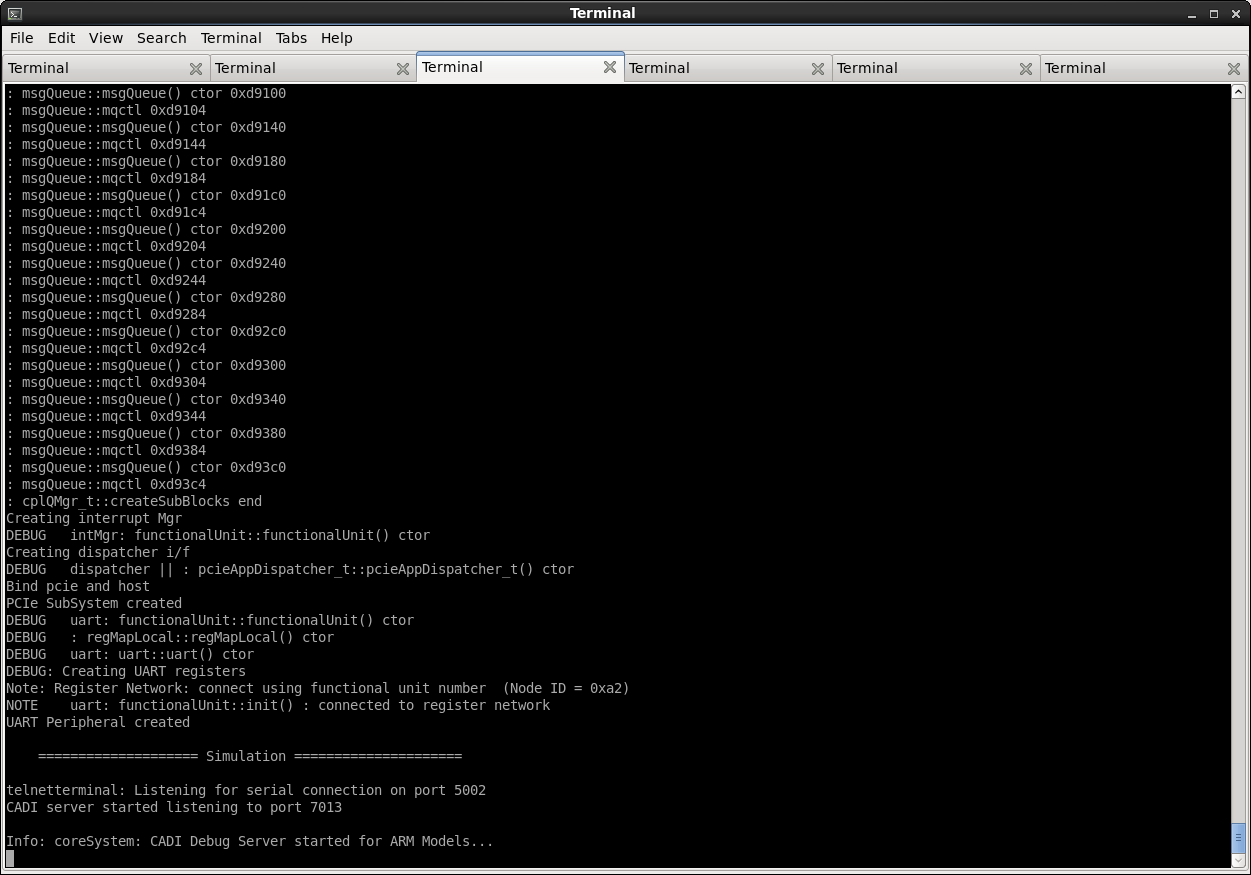 Terminal
File Edit View Search Terminal Tabs Help
Terminal Terminal Terminal Terminal Terminal Terminal
: msgQueue::msgQueue() ctor 0xd9100
: msgQueue::mqctl 0xd9104
: msgQueue::msgQueue() ctor 0xd9140
: msgQueue::mqctl 0xd9144
: msgQueue::msgQueue() ctor 0xd9180
: msgQueue::mqctl 0xd9184
: msgQueue::msgQueue() ctor 0xd91c0
: msgQueue::mqctl 0xd91c4
: msgQueue::msgQueue() ctor 0xd9200
: msgQueue::mqctl 0xd9204
: msgQueue::msgQueue() ctor 0xd9240
: msgQueue::mqctl 0xd9244
: msgQueue::msgQueue() ctor 0xd9280
: msgQueue::mqctl 0xd9284
: msgQueue::msgQueue() ctor 0xd92c0
: msgQueue::mqctl 0xd92c4
: msgQueue::msgQueue() ctor 0xd9300
: msgQueue::mqctl 0xd9304
: msgQueue::msgQueue() ctor 0xd9340
: msgQueue::mqctl 0xd9344
: msgQueue::msgQueue() ctor 0xd9380
: msgQueue::mqctl 0xd9384
: msgQueue::msgQueue() ctor 0xd93c0
: msgQueue::mqctl 0xd93c4
: cplQMgr_t::createSubBlocks end
Creating interrupt Mgr
DEBUG   intMgr: functionalUnit::functionalUnit() ctor
Creating dispatcher i/f
DEBUG   dispatcher || : pcieAppDispatcher_t::pcieAppDispatcher_t() ctor
Bind pcie and host
PCIe SubSystem created
DEBUG   uart: functionalUnit::functionalUnit() ctor
DEBUG   : regMapLocal::regMapLocal() ctor
DEBUG   uart: uart::uart() ctor
DEBUG: Creating UART registers
Note: Register Network: connect using functional unit number  (Node ID = 0xa2)
NOTE    uart: functionalUnit::init() : connected to register network
UART Peripheral created
==================== Simulation =====================
telnetterminal: Listening for serial connection on port 5002
CADI server started listening to port 7013
Info: coreSystem: CADI Debug Server started for ARM Models...